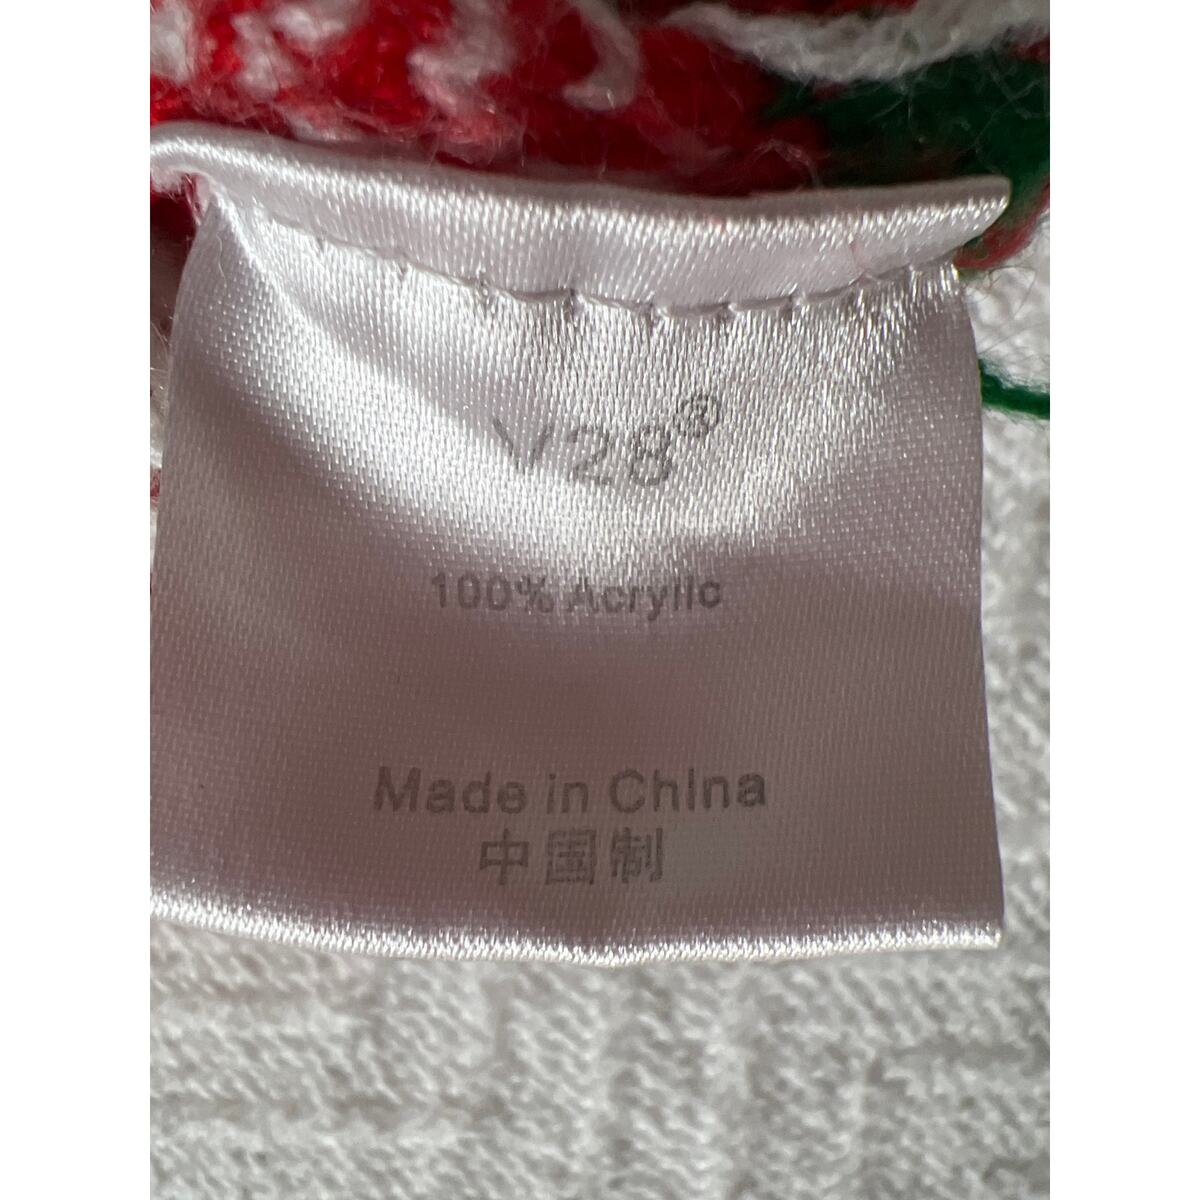 V28®
100% Acrylic
Made in China
中国制